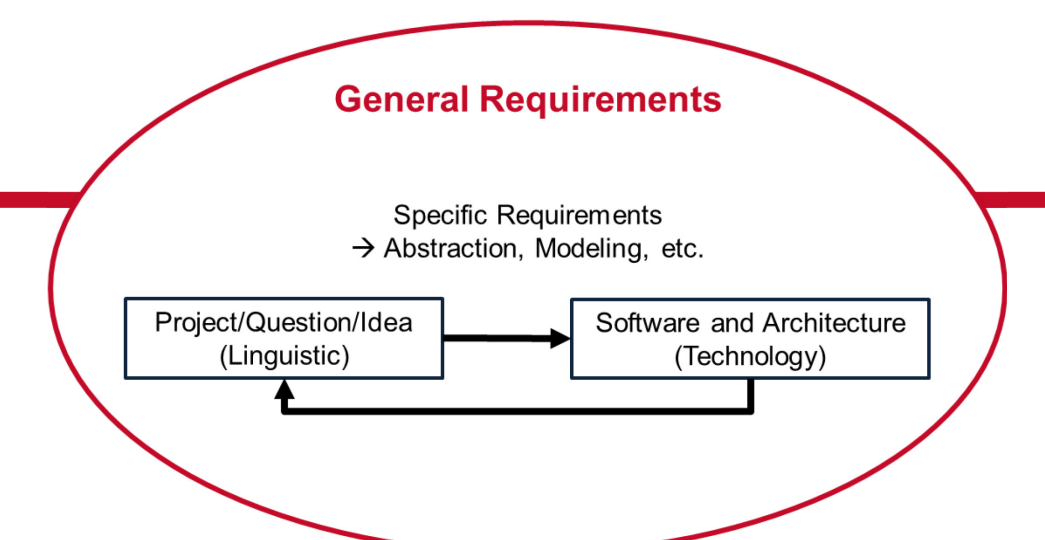 General Requirements
Specific Requirements
→ Abstraction, Modeling, etc.
Project/Question/Idea
(Linguistic)
Software and Architecture
(Technology)